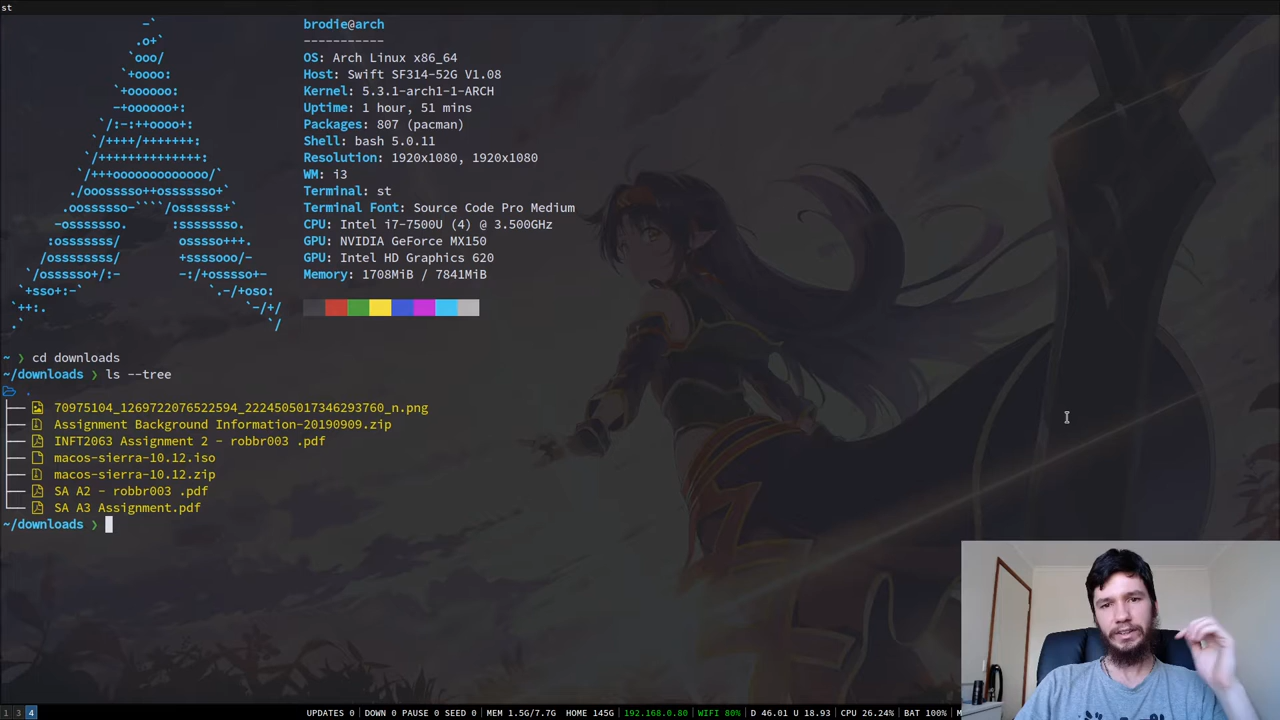 st
brodie@arch
-----------
OS: Arch Linux x86_64
Host: Swift SF314-52G V1.08
Kernel: 5.3.1-arch1-1-ARCH
Uptime: 1 hour, 51 mins
Packages: 807 (pacman)
Shell: bash 5.0.11
Resolution: 1920x1080, 1920x1080
WM: i3
Terminal: st
Terminal Font: Source Code Pro Medium
CPU: Intel i7-7500U (4) @ 3.500GHz
GPU: NVIDIA GeForce MX150
GPU: Intel HD Graphics 620
Memory: 1708MiB / 7841MiB
~ ❯ cd downloads
~/downloads ❯ ls --tree
.
├── 70975104_1269722076522594_2224505017346293760_n.png
├── Assignment Background Information-20190909.zip
├── INFT2063 Assignment 2 - robbr003 .pdf
├── macos-sierra-10.12.iso
├── macos-sierra-10.12.zip
├── SA A2 - robbr003 .pdf
└── SA A3 Assignment.pdf
~/downloads ❯
1 3 4 UPDATES 0 DOWN 0 PAUSE 0 SEED 0 MEM 1.5G/7.7G HOME 145G 192.168.0.80 WIFI 80% D 46.01 U 18.93 CPU 26.24% BAT 100% M